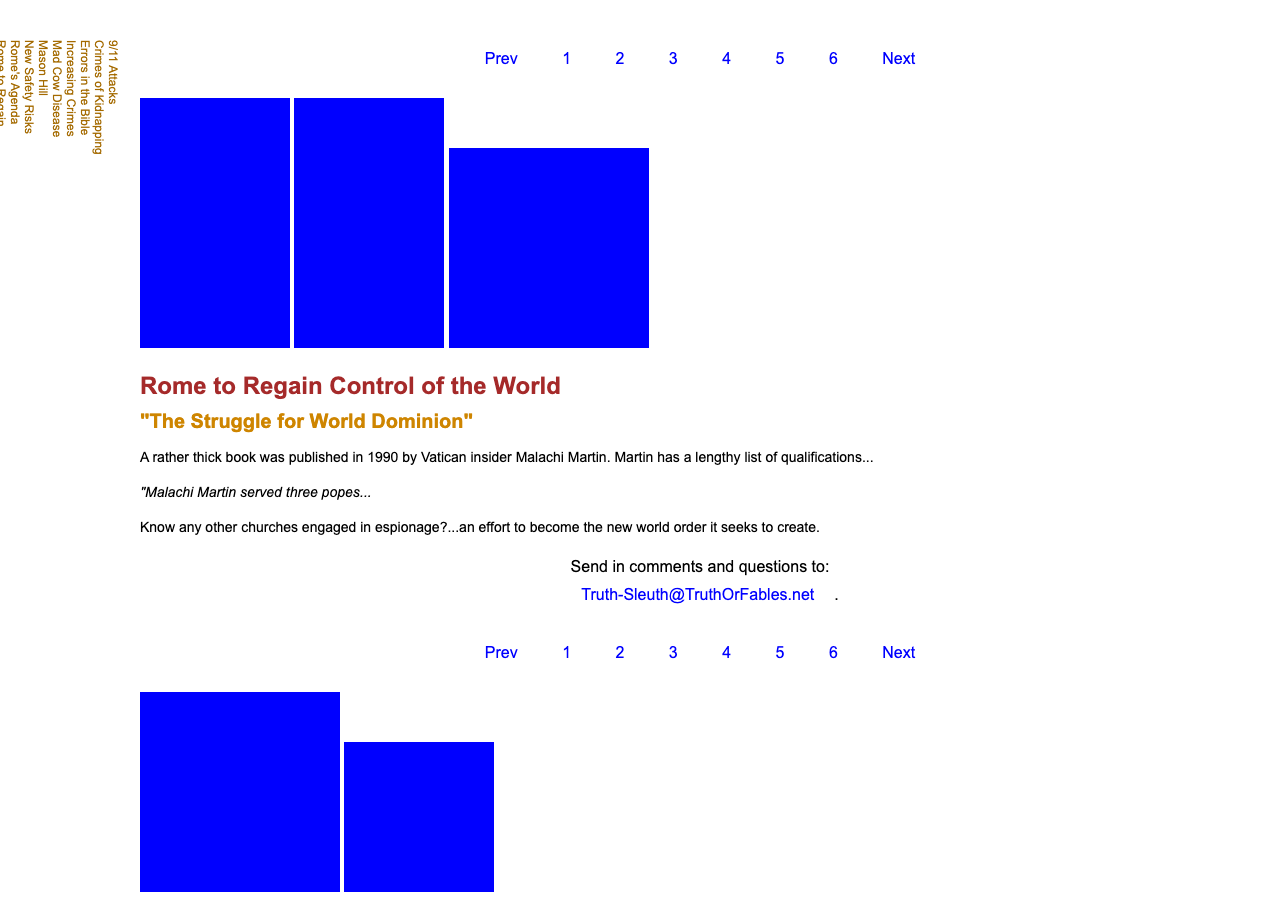 9/11 Attacks
Crimes of Kidnapping
Errors in the Bible
Increasing Crimes
Mad Cow Disease
Mason Hill
New Safety Risks
Rome's Agenda
Rome to Regain
Prev 1 2 3 4 5 6 Next
Rome to Regain Control of the World
"The Struggle for World Dominion"
A rather thick book was published in 1990 by Vatican insider Malachi Martin. Martin has a lengthy list of qualifications...
"Malachi Martin served three popes...
Know any other churches engaged in espionage?...an effort to become the new world order it seeks to create.
Send in comments and questions to:
Truth-Sleuth@TruthOrFables.net .
Prev 1 2 3 4 5 6 Next